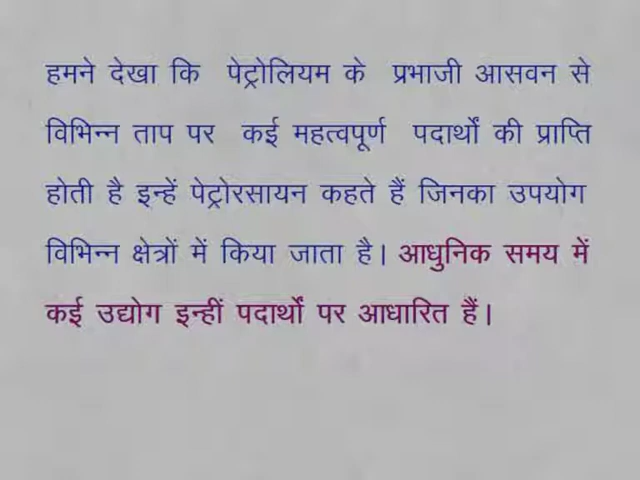 हमने देखा कि पेट्रोलियम के प्रभाजी आसवन से
विभिन्न ताप पर कई महत्वपूर्ण पदार्थों की प्राप्ति
होती है इन्हें पेट्रोरसायन कहते हैं जिनका उपयोग
विभिन्न क्षेत्रों में किया जाता है। आधुनिक समय में
कई उद्योग इन्हीं पदार्थों पर आधारित हैं।